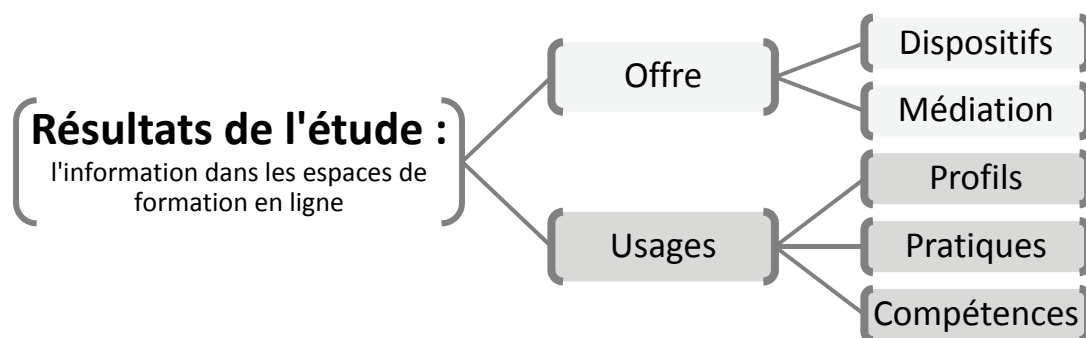 Résultats de l'étude :
l'information dans les espaces de
formation en ligne
Offre
Dispositifs
Médiation
Usages
Profils
Pratiques
Compétences